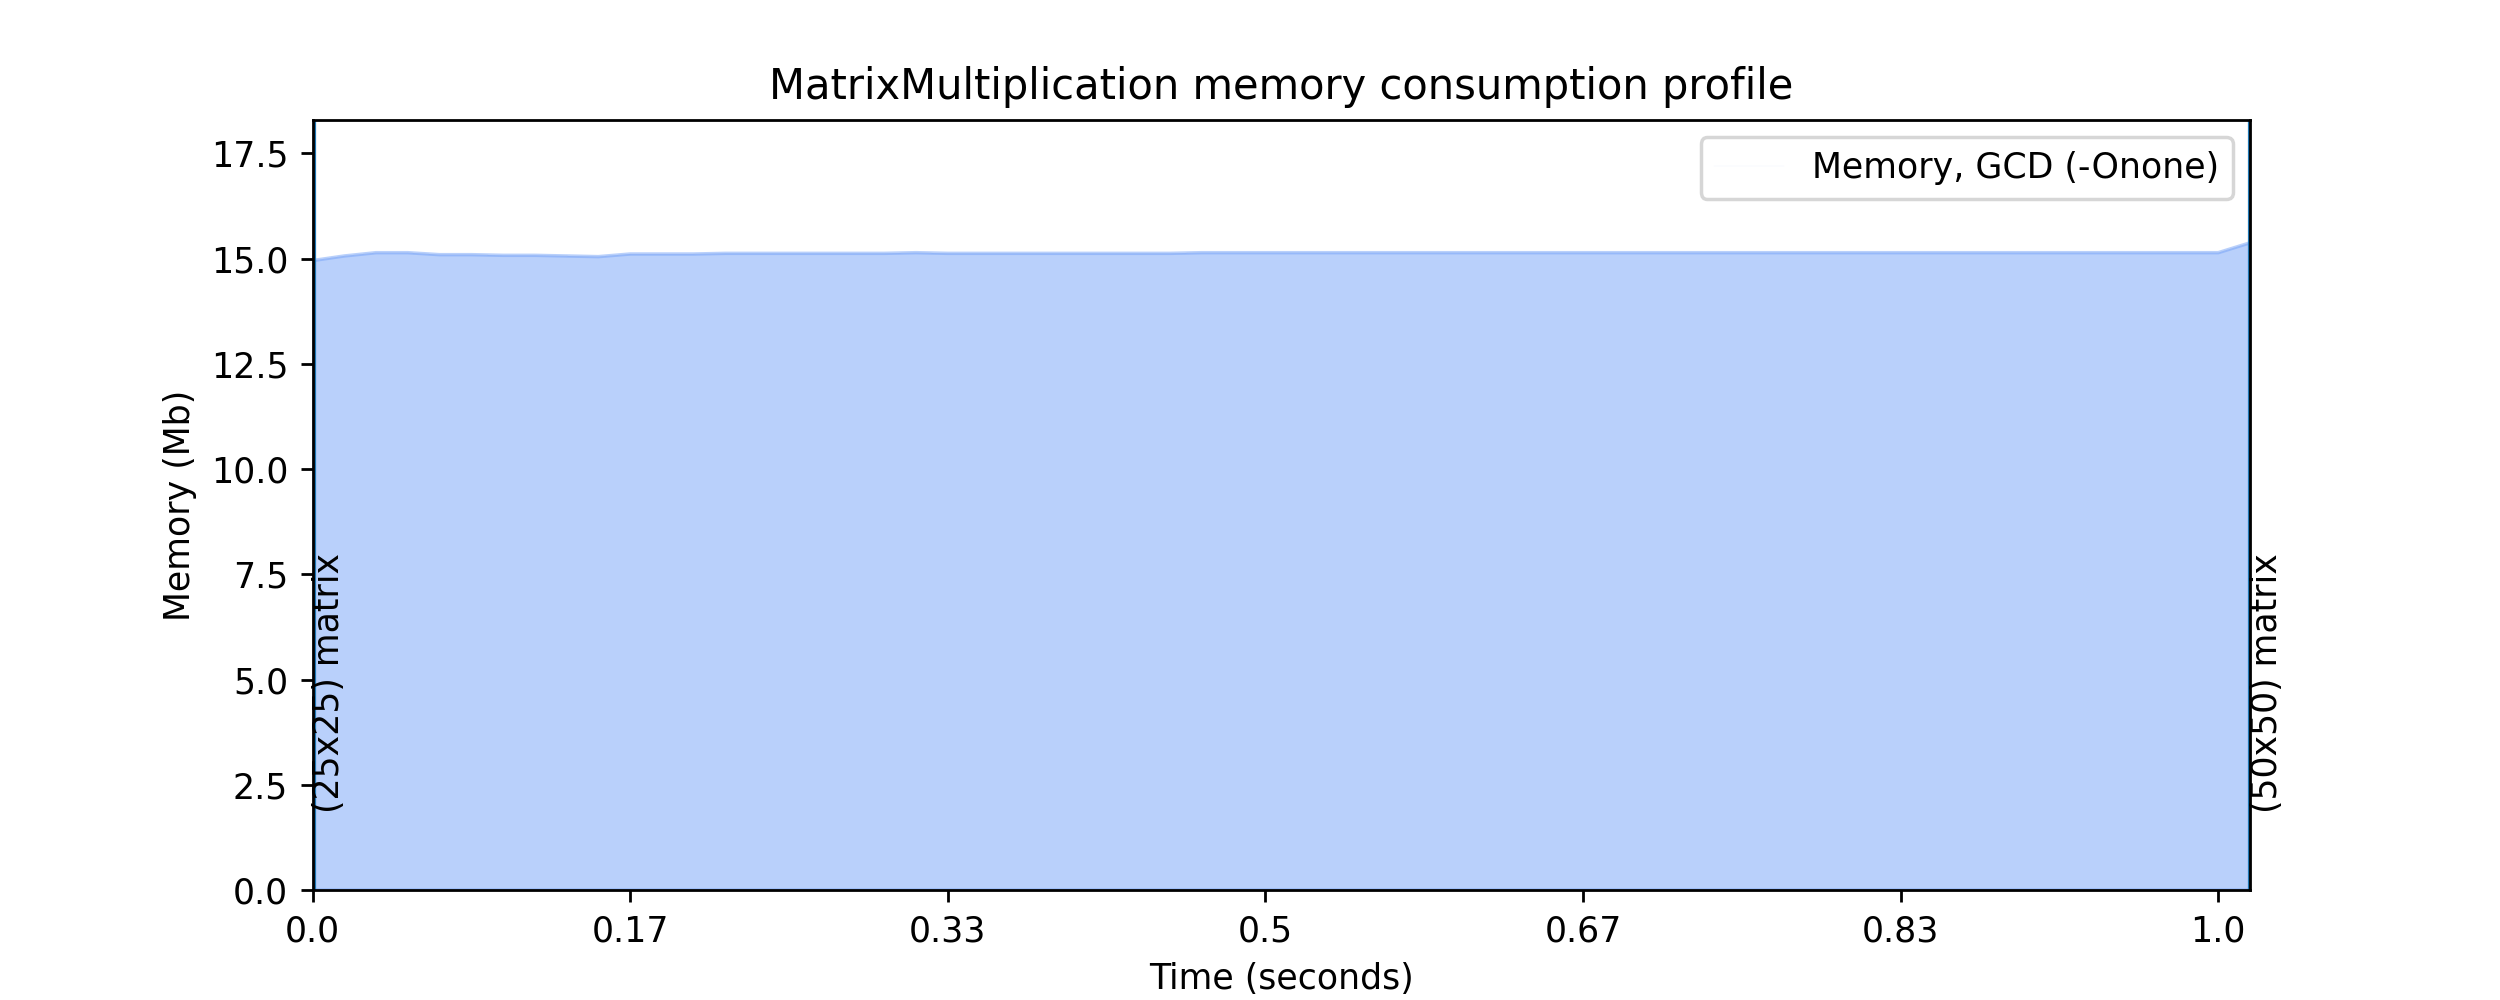 MatrixMultiplication memory consumption profile
Memory, GCD (-Onone)
Memory (Mb)
17.5
15.0
12.5
10.0
7.5
5.0
2.5
0.0
(25x25) matrix
(50x50) matrix
0.0
0.17
0.33
0.5
0.67
0.83
1.0
Time (seconds)